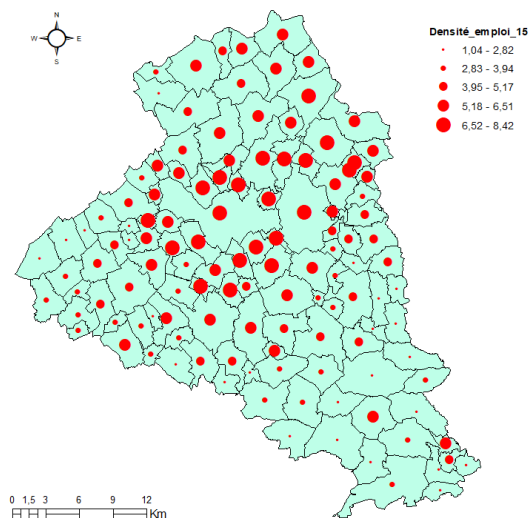 N
W E
S
Densité_emploi_15
1,04 - 2,82
2,83 - 3,94
3,95 - 5,17
5,18 - 6,51
6,52 - 8,42
0 1,5 3 6 9 12
Km